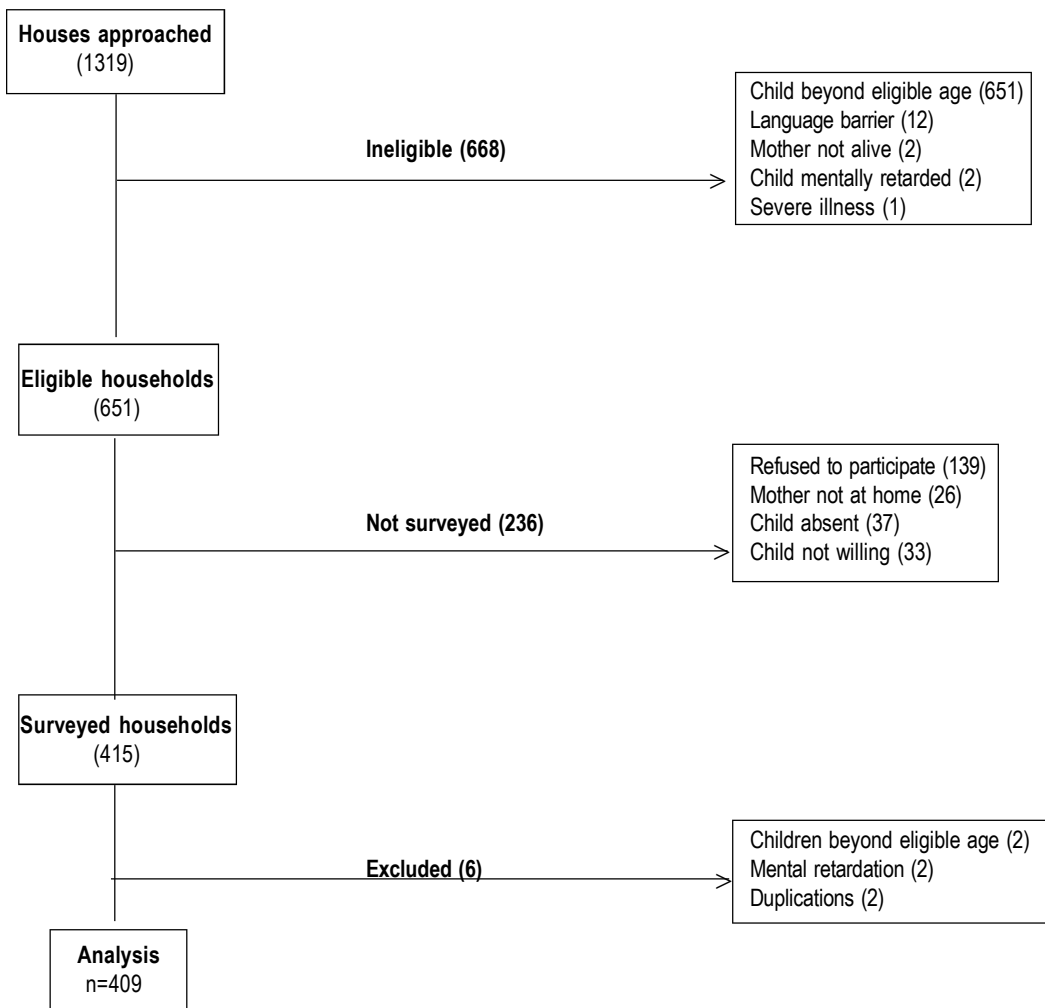 Houses approached
(1319)
Ineligible (668)
Child beyond eligible age (651)
Language barrier (12)
Mother not alive (2)
Child mentally retarded (2)
Severe illness (1)
Eligible households
(651)
Not surveyed (236)
Refused to participate (139)
Mother not at home (26)
Child absent (37)
Child not willing (33)
Surveyed households
(415)
Excluded (6)
Children beyond eligible age (2)
Mental retardation (2)
Duplications (2)
Analysis
n=409